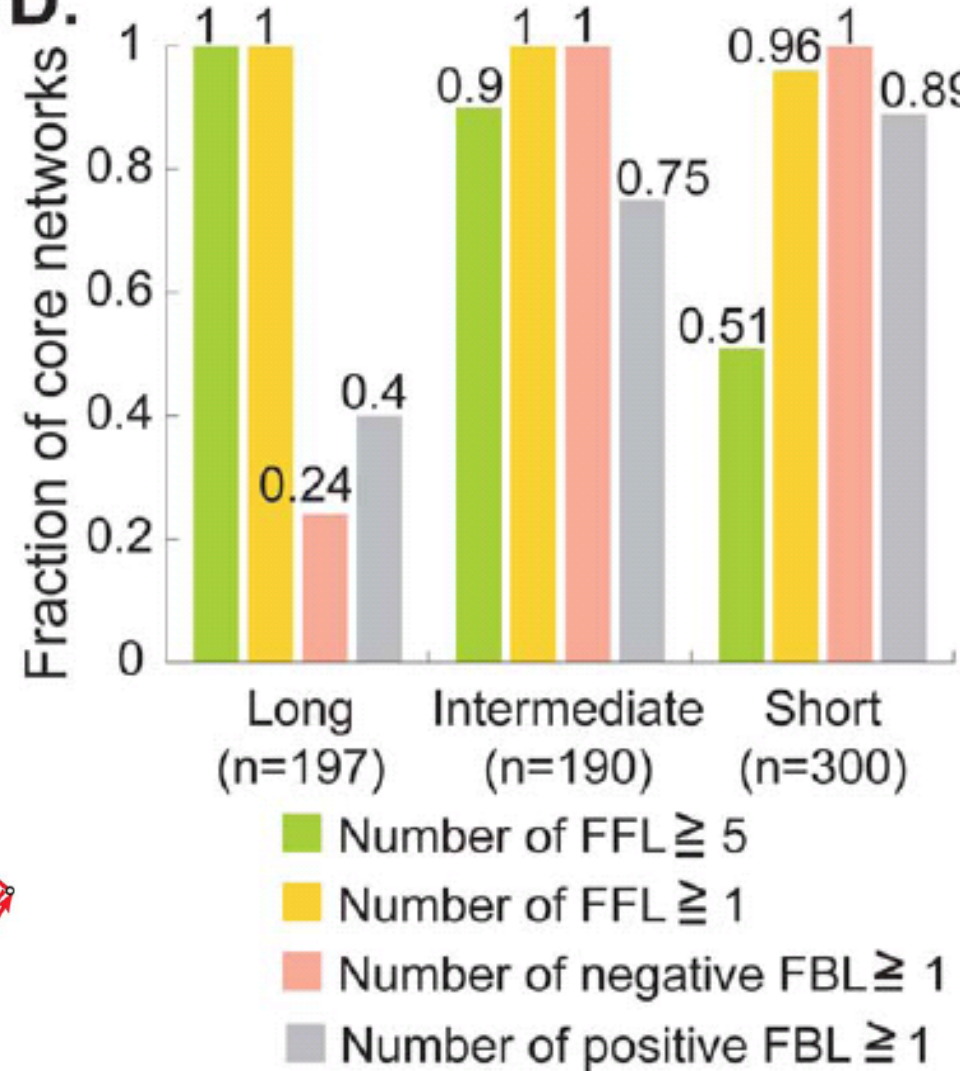 D.
Fraction of core networks
1
0.8
0.6
0.4
0.2
0
1 1 0.24 0.4
0.9 1 1 0.75
0.51 0.96 1 0.89
Long Intermediate Short
(n=197) (n=190) (n=300)
Number of FFL ≧ 5
Number of FFL ≧ 1
Number of negative FBL ≧ 1
Number of positive FBL ≧ 1